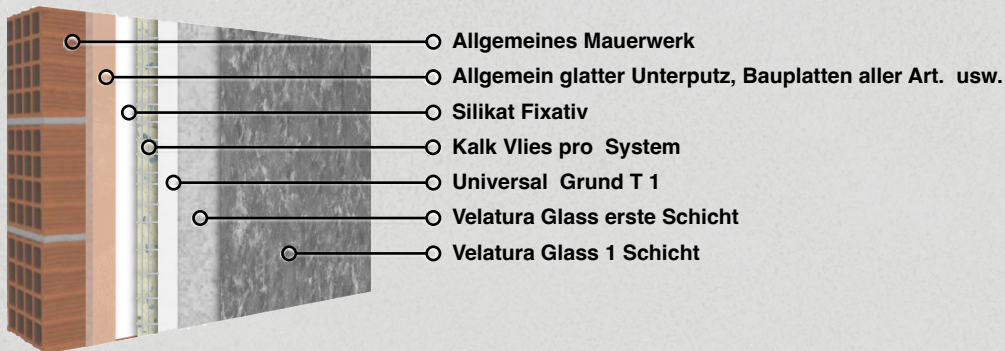 Allgemeines Mauerwerk
Allgemein glatter Unterputz, Bauplatten aller Art. usw.
Silikat Fixativ
Kalk Vlies pro System
Universal Grund T 1
Velatura Glass erste Schicht
Velatura Glass 1 Schicht